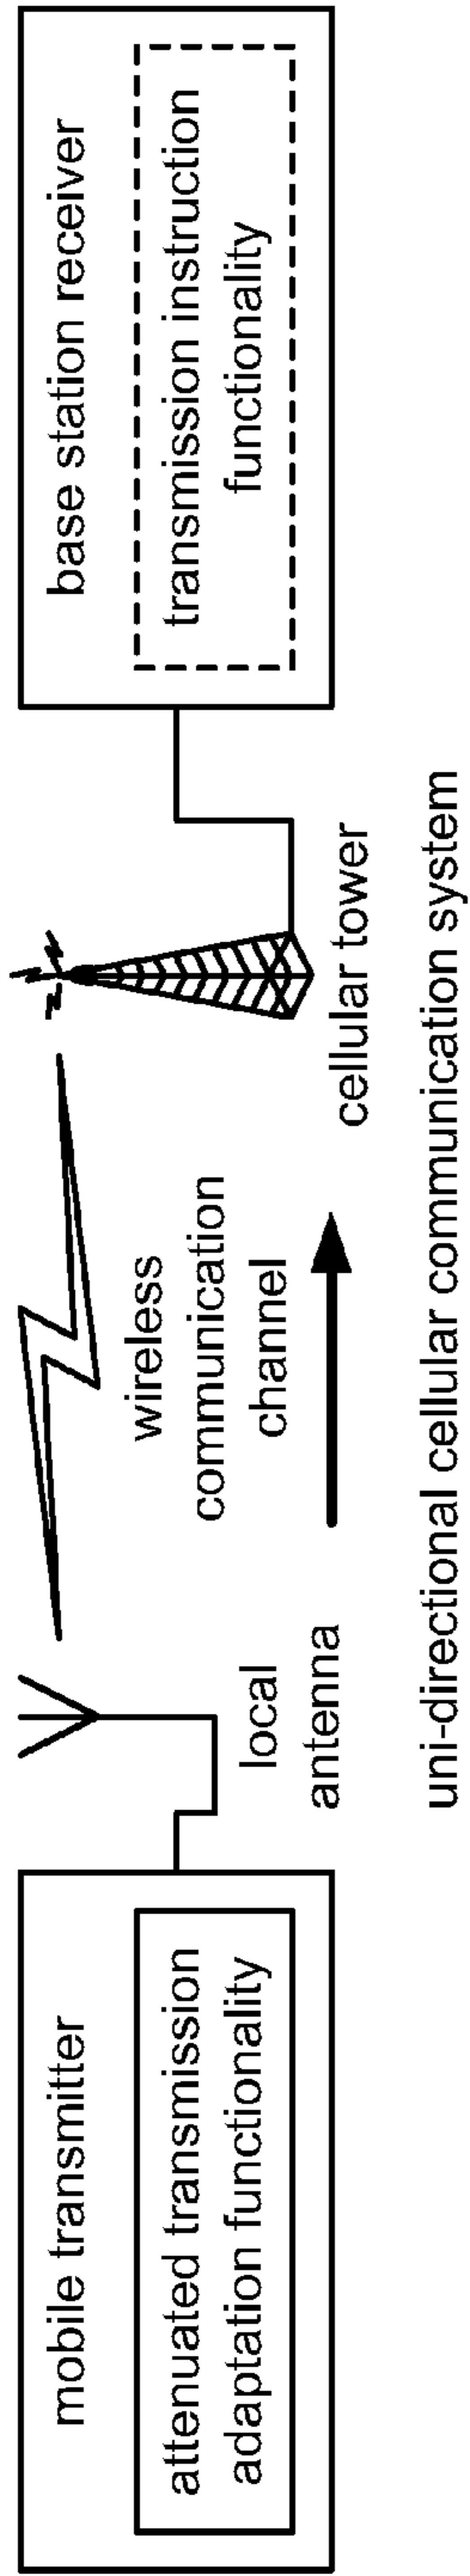 mobile transmitter
attenuated transmission
adaptation functionality
local
antenna
wireless
communication
channel
cellular tower
base station receiver
transmission instruction
functionality
uni-directional cellular communication system